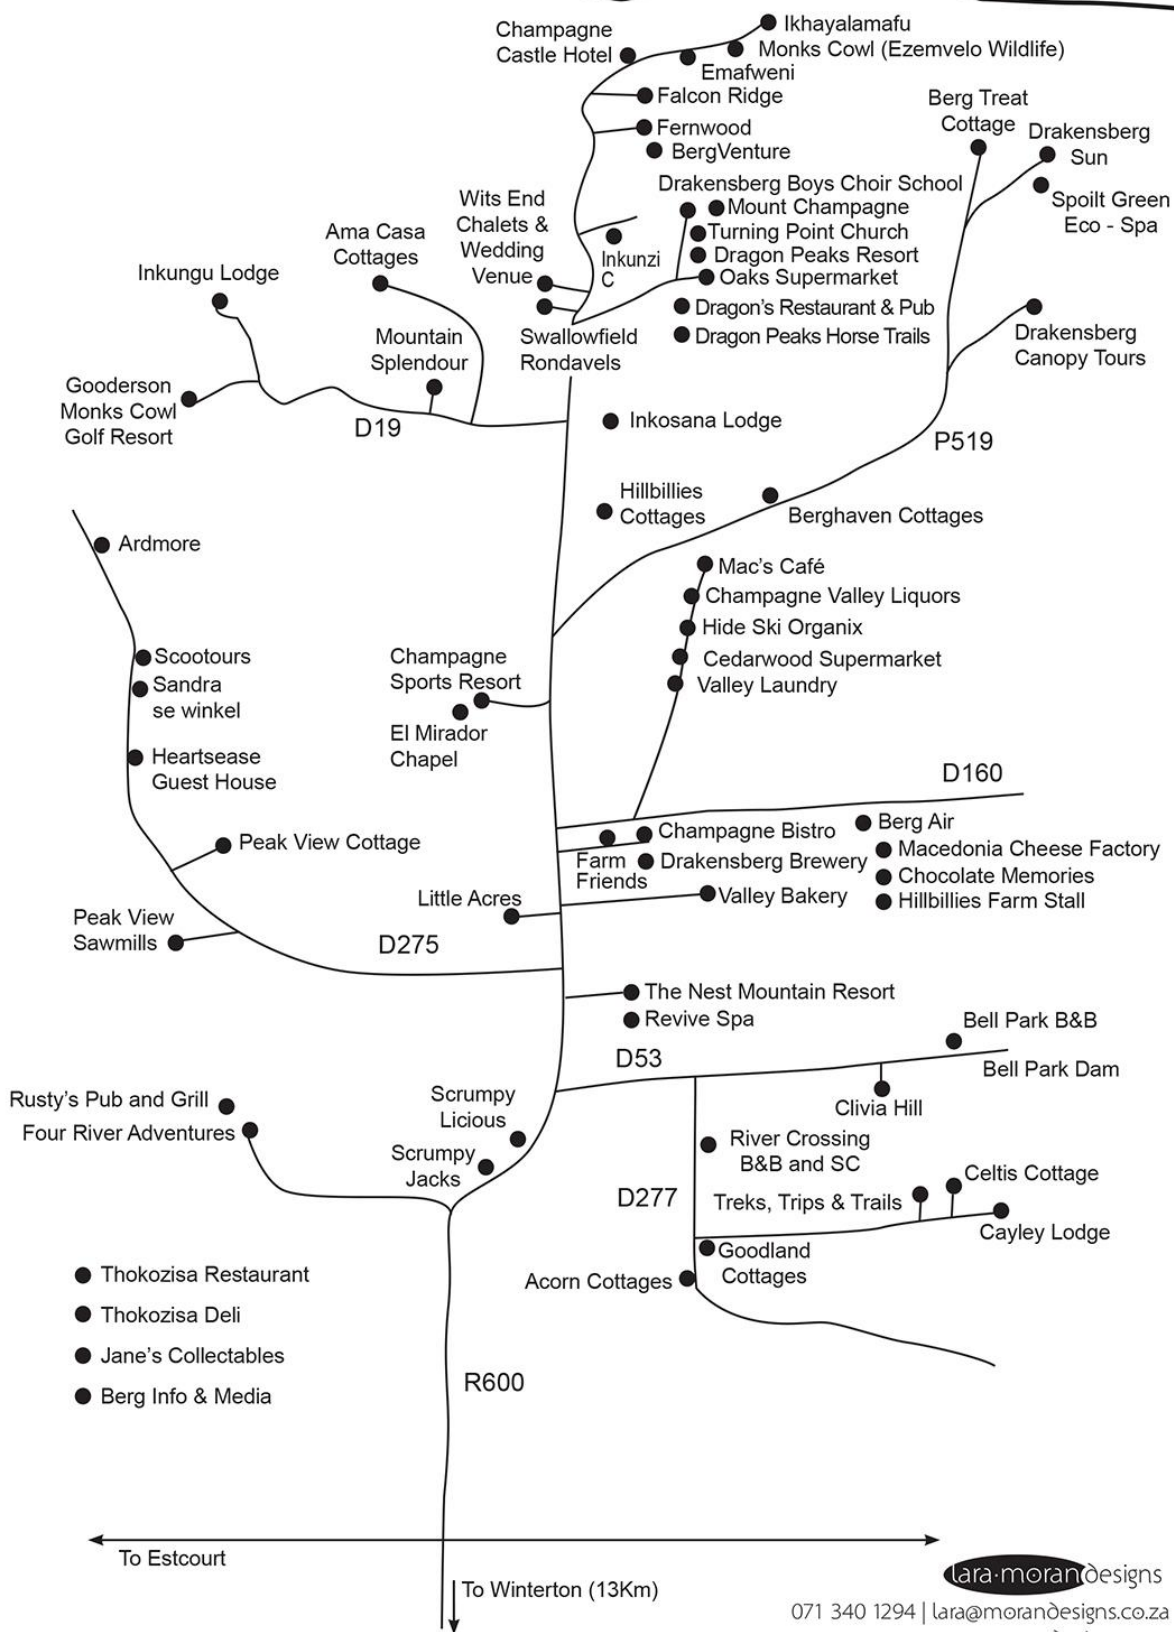 Champagne
Castle Hotel
Ikhayalamafu
Monks Cowl (Ezemvelo Wildlife)
Emafweni
Falcon Ridge
Fernwood
BergVenture
Berg Treat
Cottage
Drakensberg
Sun
Spoilt Green
Eco - Spa
Drakensberg Boys Choir School
Mount Champagne
Turning Point Church
Dragon Peaks Resort
Oaks Supermarket
Dragon's Restaurant & Pub
Dragon Peaks Horse Trails
Wits End
Chalets &
Wedding
Venue
Inkunzi
C
Swallowfield
Rondavels
Ama Casa
Cottages
Inkungu Lodge
Mountain
Splendour
Gooderson
Monks Cowl
Golf Resort
D19
Drakensberg
Canopy Tours
Inkosana Lodge
P519
Hillbillies
Cottages
Berghaven Cottages
Ardmore
Mac's Café
Champagne Valley Liquors
Hide Ski Organix
Cedarwood Supermarket
Valley Laundry
Scootours
Sandra
se winkel
Champagne
Sports Resort
El Mirador
Chapel
Heartsease
Guest House
D160
Peak View Cottage
Champagne Bistro
Farm
Friends
Drakensberg Brewery
Berg Air
Macedonia Cheese Factory
Chocolate Memories
Hillbillies Farm Stall
Little Acres
Valley Bakery
Peak View
Sawmills
D275
The Nest Mountain Resort
Revive Spa
D53
Bell Park B&B
Bell Park Dam
Clivia Hill
Rusty's Pub and Grill
Four River Adventures
Scrumpy
Licious
Scrumpy
Jacks
River Crossing
B&B and SC
D277
Treks, Trips & Trails
Celtis Cottage
Cayley Lodge
Goodland
Cottages
Acorn Cottages
Thokozisa Restaurant
Thokozisa Deli
Jane's Collectables
Berg Info & Media
R600
To Estcourt
To Winterton (13Km)
lara·moran designs
071 340 1294 | lara@morandesigns.co.za